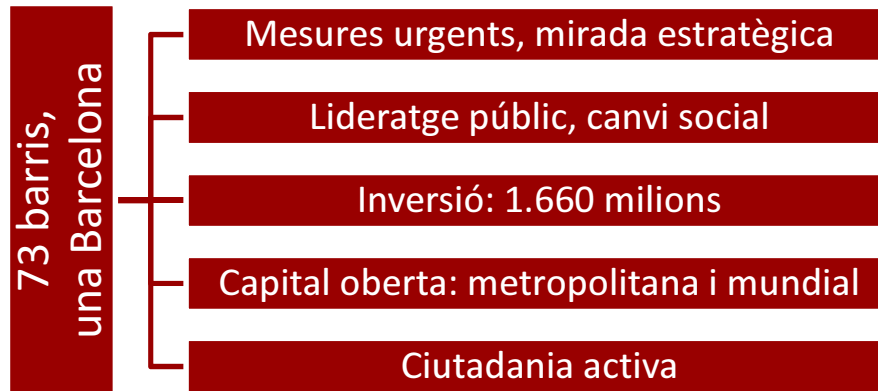 73 barris,
una Barcelona
Mesures urgents, mirada estratègica
Lideratge públic, canvi social
Inversió: 1.660 milions
Capital oberta: metropolitana i mundial
Ciutadania activa